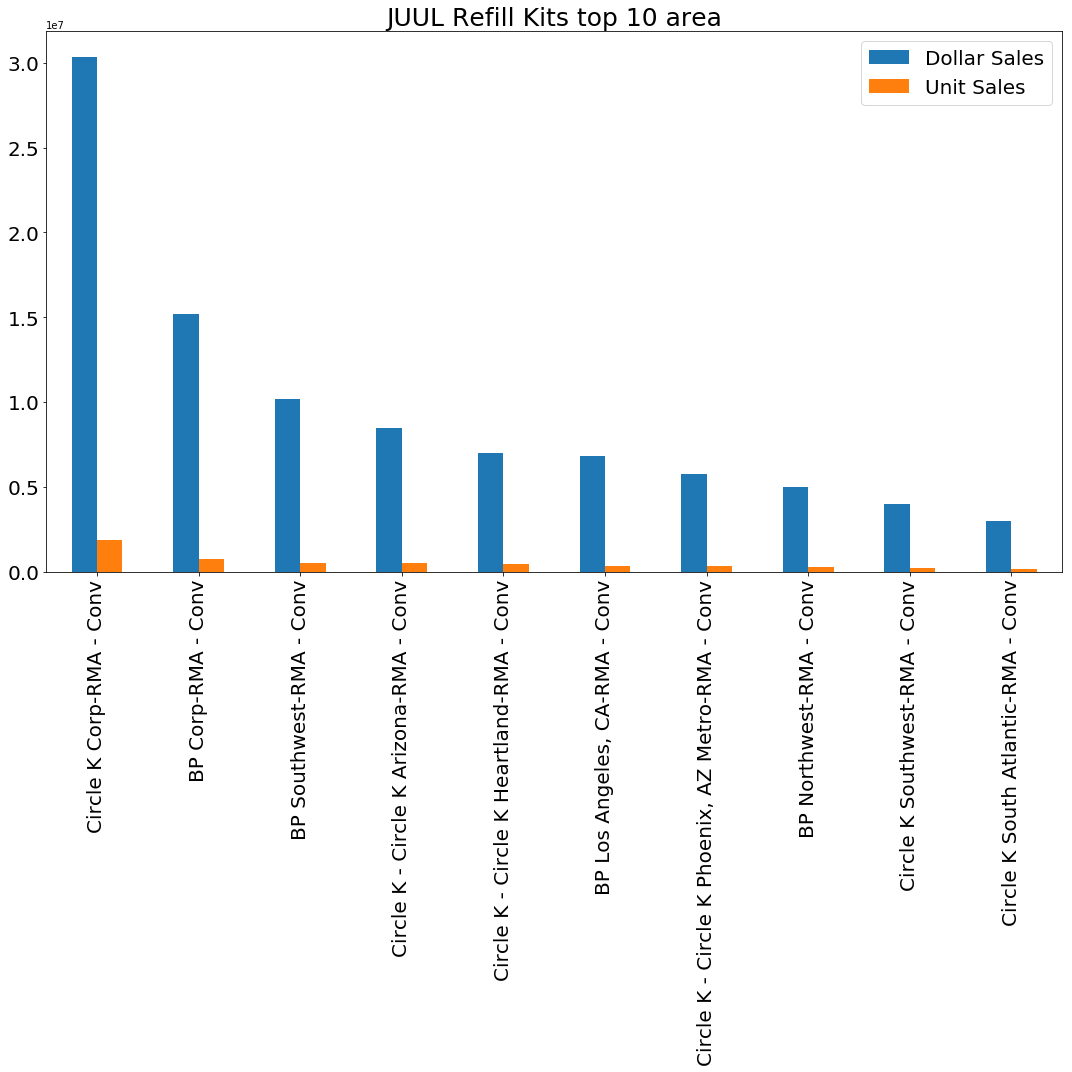 JUUL Refill Kits top 10 area
1e7
Dollar Sales
Unit Sales
3.0
2.5
2.0
1.5
1.0
0.5
0.0
Circle K Corp-RMA - Conv
BP Corp-RMA - Conv
BP Southwest-RMA - Conv
Circle K - Circle K Arizona-RMA - Conv
Circle K - Circle K Heartland-RMA - Conv
BP Los Angeles, CA-RMA - Conv
Circle K - Circle K Phoenix, AZ Metro-RMA - Conv
BP Northwest-RMA - Conv
Circle K Southwest-RMA - Conv
Circle K South Atlantic-RMA - Conv